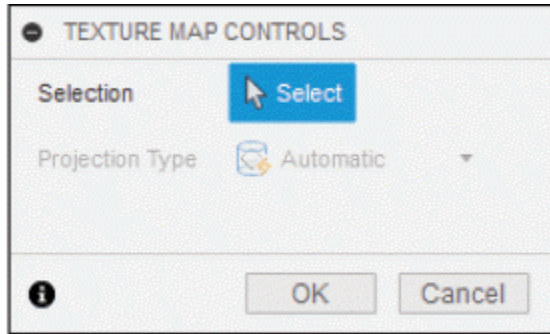 TEXTURE MAP CONTROLS
Selection Select
Projection Type Automatic
OK Cancel